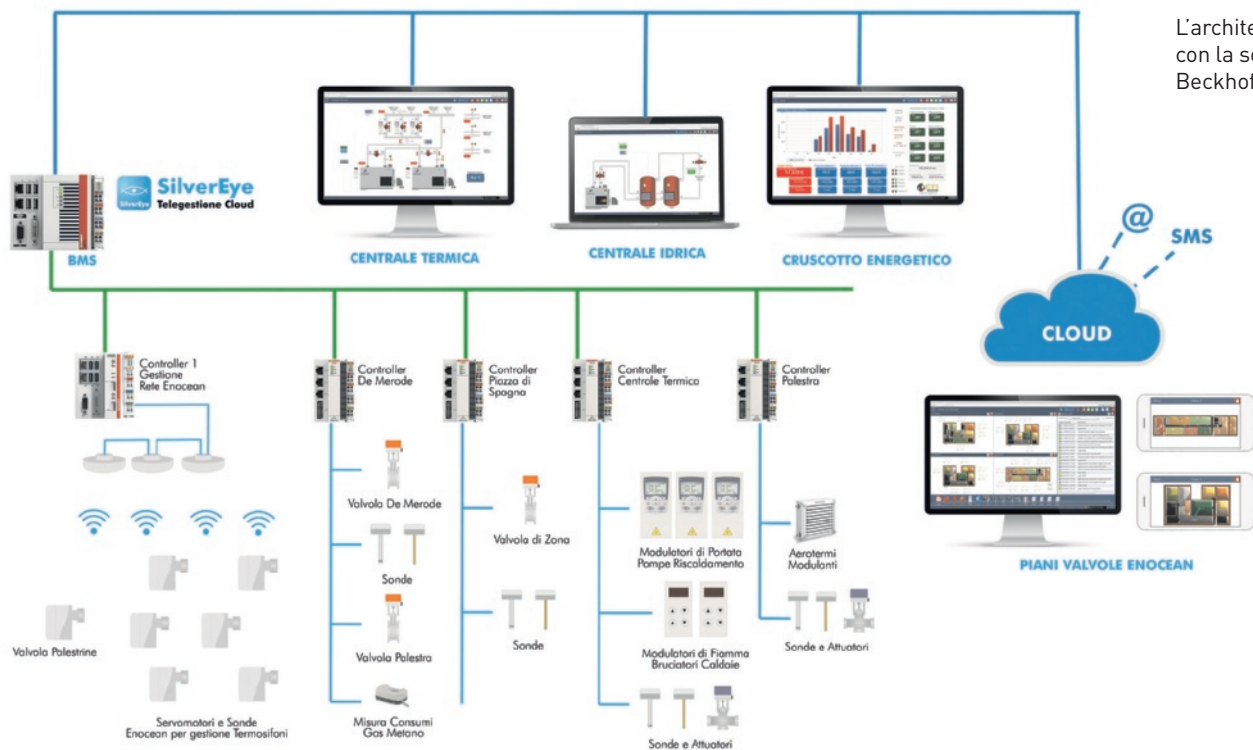 L'archite
con la so
Beckhof
SilverEye
SilverEye
Telegestione Cloud
BMS
CENTRALE TERMICA
CENTRALE IDRICA
CRUSCOTTO ENERGETICO
@
SMS
CLOUD
Controller 1
Gestione
Rete Enocean
Controller
De Merode
Controller
Piazza di
Spagna
Controller
Centrale Termica
Controller
Palestra
Valvola De Merode
Valvola di Zona
Modulatori di Portata
Pompe Riscaldamento
Aerotermi
Modulanti
PIANI VALVOLE ENOCEAN
Sonde
Valvola Palestrine
Valvola Palestra
Sonde
Modulatori di Fiamma
Bruciatori Caldaie
Sonde e Attuatori
Servomotori e Sonde
Enocean per gestione Termosifoni
Misura Consumi
Gas Metano
Sonde e Attuatori